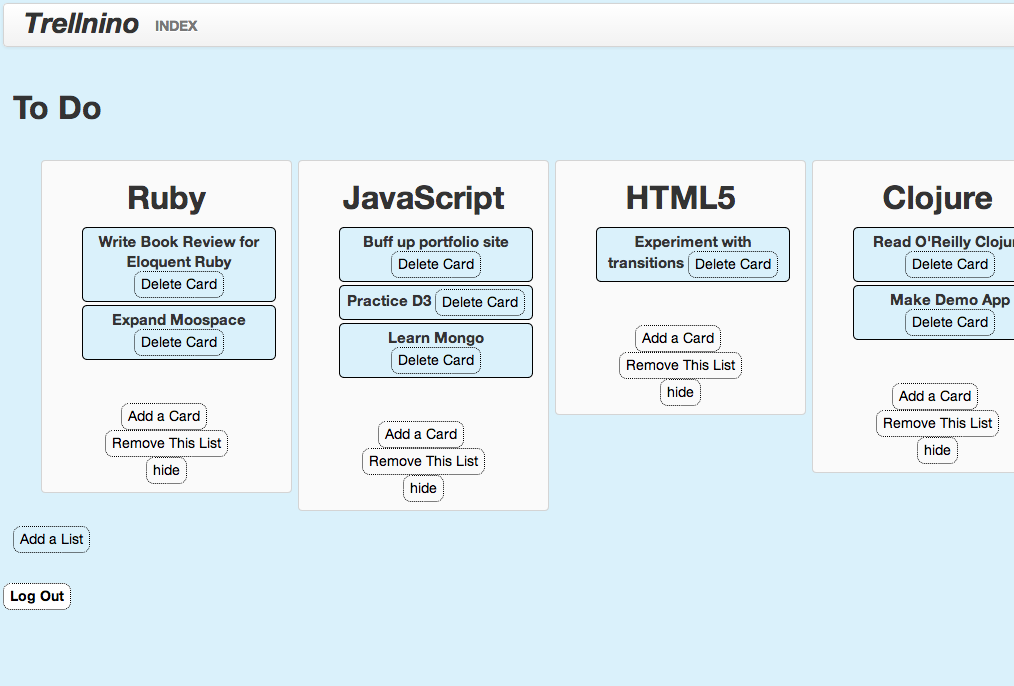 Trellnino INDEX
To Do
Ruby
Write Book Review for
Eloquent Ruby
Delete Card
Expand Moospace
Delete Card
Add a Card
Remove This List
hide
JavaScript
Buff up portfolio site
Delete Card
Practice D3 Delete Card
Learn Mongo
Delete Card
Add a Card
Remove This List
hide
HTML5
Experiment with
transitions Delete Card
Add a Card
Remove This List
hide
Clojure
Read O'Reilly
Delete Card
Make Demo App
Delete Card
Add a Card
Remove This List
hide
Add a List
Log Out